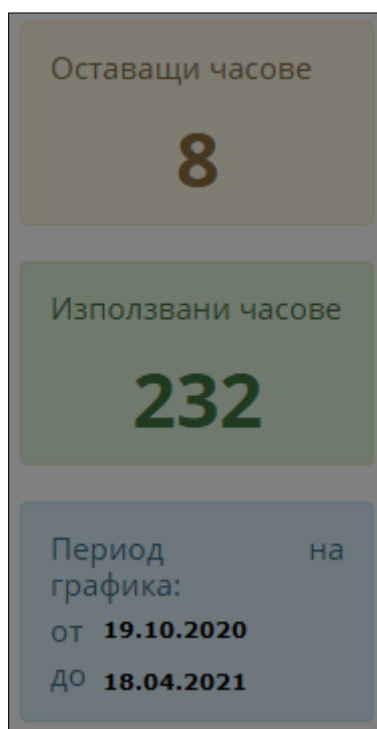 Оставащи часове
8
Използвани часове
232
Период на
графика:
от 19.10.2020
до 18.04.2021